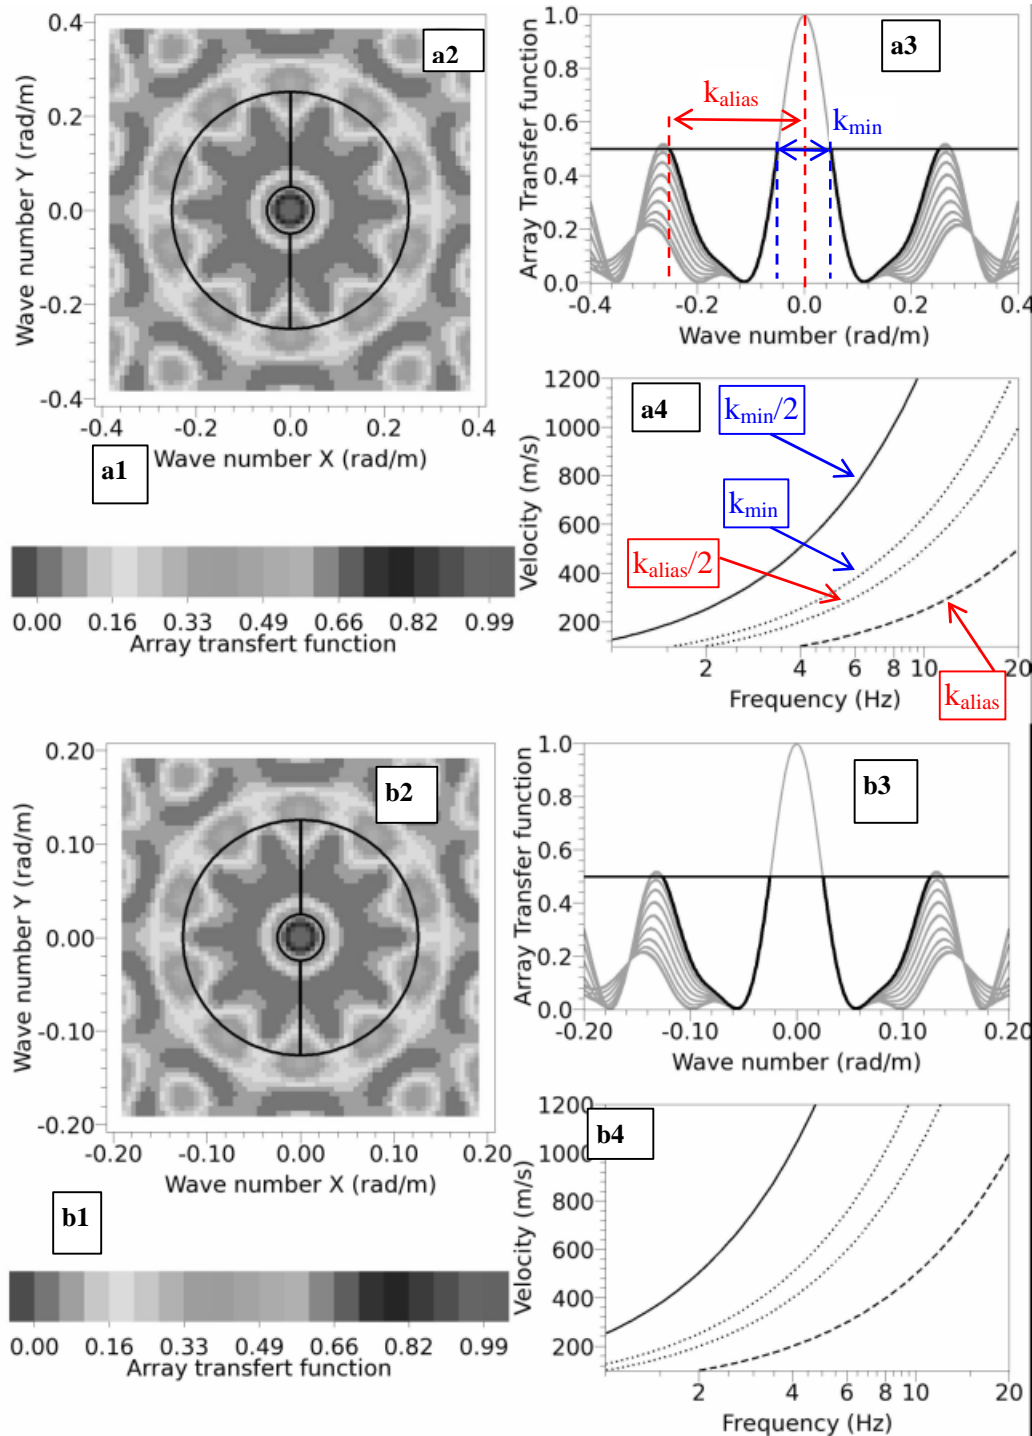 a2
0.4
0.2
0.0
-0.2
-0.4
Wave number Y (rad/m)
-0.4 -0.2 0.0 0.2 0.4
Wave number X (rad/m)
a1
0.00 0.16 0.33 0.49 0.66 0.82 0.99
Array transfert function
a3
1.0
0.8
0.6
0.4
0.2
0.0
Array Transfer function
kalias
kmin
-0.4 -0.2 0.0 0.2 0.4
Wave number (rad/m)
a4
1200
1000
800
600
400
200
Velocity (m/s)
kmin/2
kmin
kalias/2
kalias
2 4 6 8 10 20
Frequency (Hz)
b2
0.20
0.10
0.00
-0.10
-0.20
Wave number Y (rad/m)
-0.20 -0.10 0.00 0.10 0.20
Wave number X (rad/m)
b1
0.00 0.16 0.33 0.49 0.66 0.82 0.99
Array transfert function
b3
1.0
0.8
0.6
0.4
0.2
0.0
Array Transfer function
-0.20 -0.10 0.00 0.10 0.20
Wave number (rad/m)
b4
1200
1000
800
600
400
200
Velocity (m/s)
2 4 6 8 10 20
Frequency (Hz)